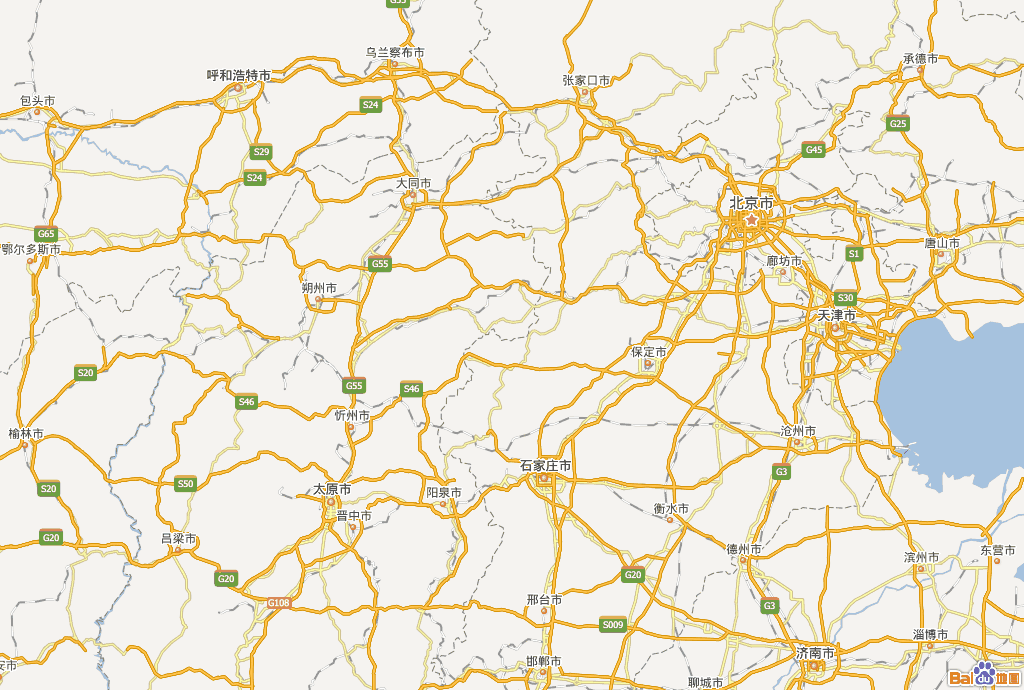 G55
乌兰察布市
承德市
呼和浩特市
张家口市
包头市
S24
G25
S29
G45
S24
大同市
北京市
G65
鄂尔多斯市
唐山市
S1
廊坊市
G55
朔州市
S30
天津市
保定市
S20
G55
S46
S46
忻州市
榆林市
沧州市
石家庄市
G3
S50
S20
太原市
阳泉市
晋中市
衡水市
G20
吕梁市
德州市
东营市
滨州市
G20
G20
G108
邢台市
G3
S009
淄博市
济南市
安市
邯郸市
聊城市
Bai du 地图